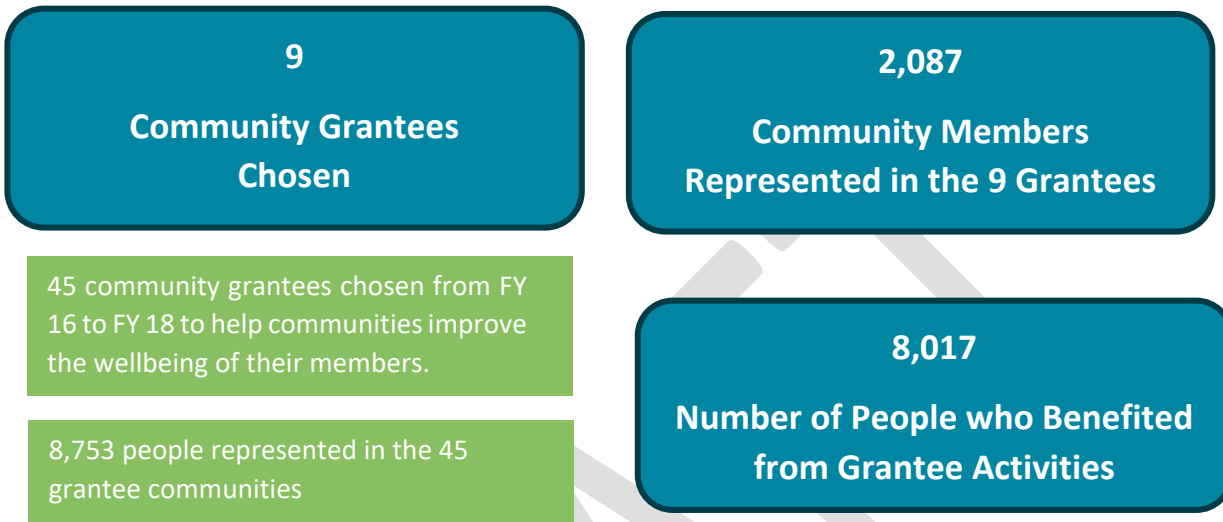 9
Community Grantees
Chosen
2,087
Community Members
Represented in the 9 Grantees
45 community grantees chosen from FY
16 to FY 18 to help communities improve
the wellbeing of their members.
8,753 people represented in the 45
grantee communities
8,017
Number of People who Benefited
from Grantee Activities